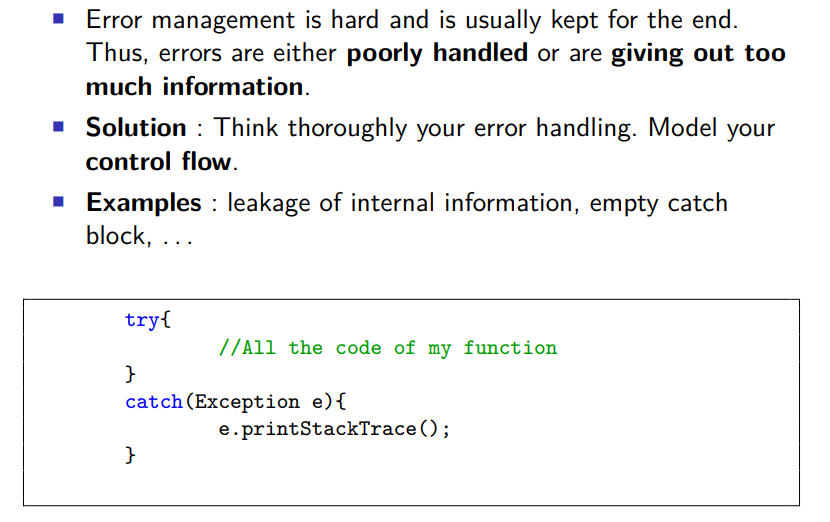 Error management is hard and is usually kept for the end.
Thus, errors are either poorly handled or are giving out too
much information.
Solution : Think thoroughly your error handling. Model your
control flow.
Examples : leakage of internal information, empty catch
block, ...
try{
//All the code of my function
}
catch(Exception e){
e.printStackTrace();
}